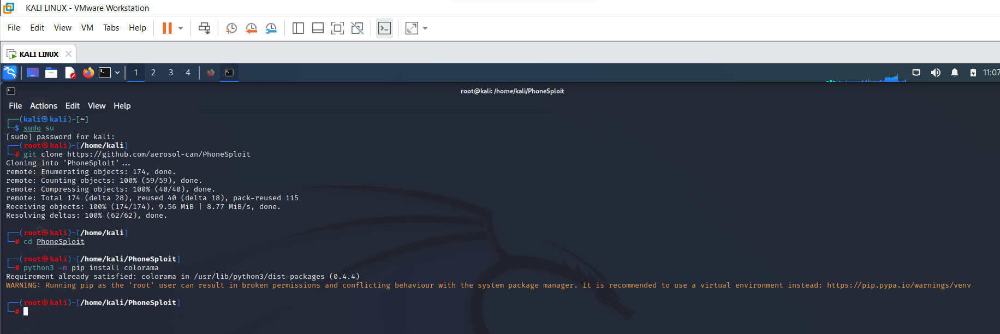 KALI LINUX - VMware Workstation
File Edit View VM Tabs Help
KALI LINUX
1 2 3 4 11:07
root@kali: /home/kali/PhoneSploit
File Actions Edit View Help
┌──(kali㉿kali)-[~]
└─$ sudo su
[sudo] password for kali:
┌──(root㉿kali)-[/home/kali]
└─# git clone https://github.com/aerosol-can/PhoneSploit
Cloning into 'PhoneSploit'...
remote: Enumerating objects: 174, done.
remote: Counting objects: 100% (59/59), done.
remote: Compressing objects: 100% (40/40), done.
remote: Total 174 (delta 28), reused 40 (delta 18), pack-reused 115
Receiving objects: 100% (174/174), 9.56 MiB | 8.77 MiB/s, done.
Resolving deltas: 100% (62/62), done.
┌──(root㉿kali)-[/home/kali]
└─# cd PhoneSploit
┌──(root㉿kali)-[/home/kali/PhoneSploit]
└─# python3 -m pip install colorama
Requirement already satisfied: colorama in /usr/lib/python3/dist-packages (0.4.4)
WARNING: Running pip as the 'root' user can result in broken permissions and conflicting behaviour with the system package manager. It is recommended to use a virtual environment instead: https://pip.pypa.io/warnings/venv
┌──(root㉿kali)-[/home/kali/PhoneSploit]
└─#